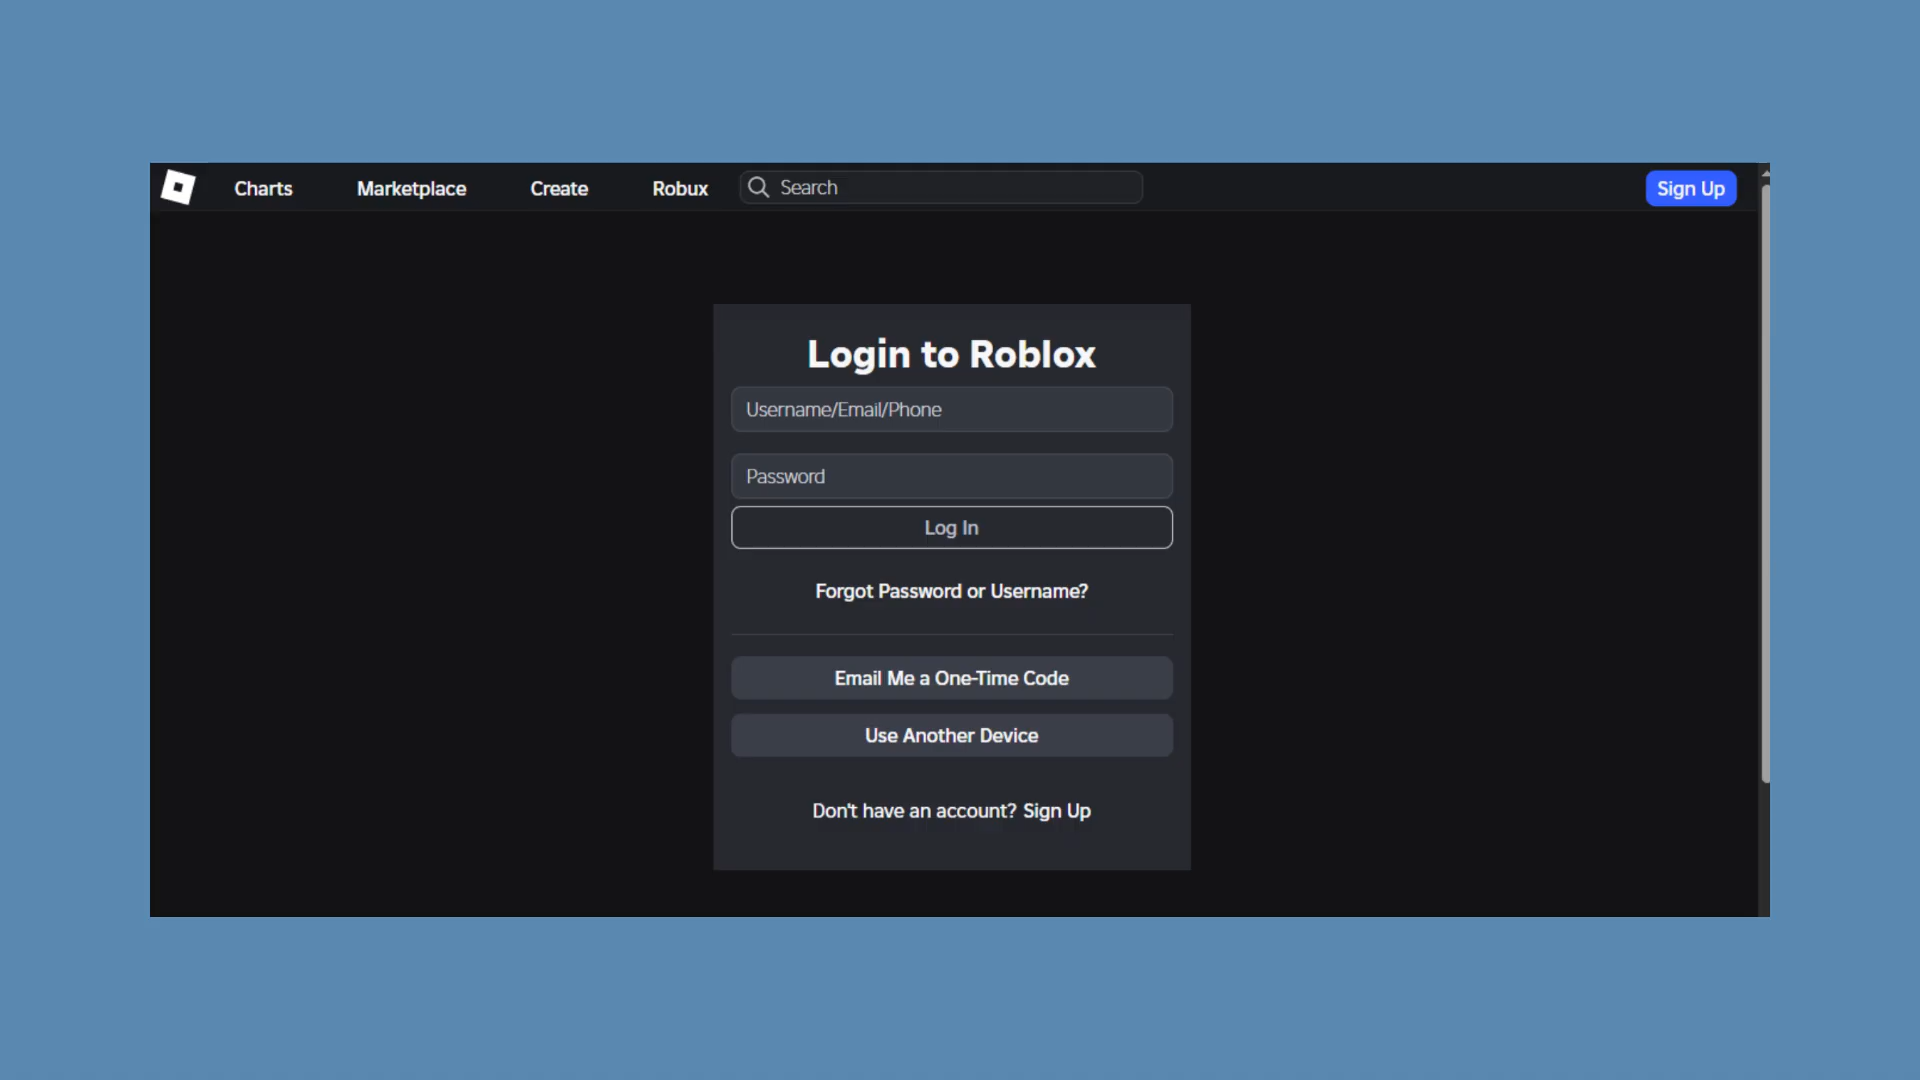 Charts Marketplace Create Robux Search Sign Up
Login to Roblox
Username/Email/Phone
Password
Log In
Forgot Password or Username?
Email Me a One-Time Code
Use Another Device
Don't have an account? Sign Up